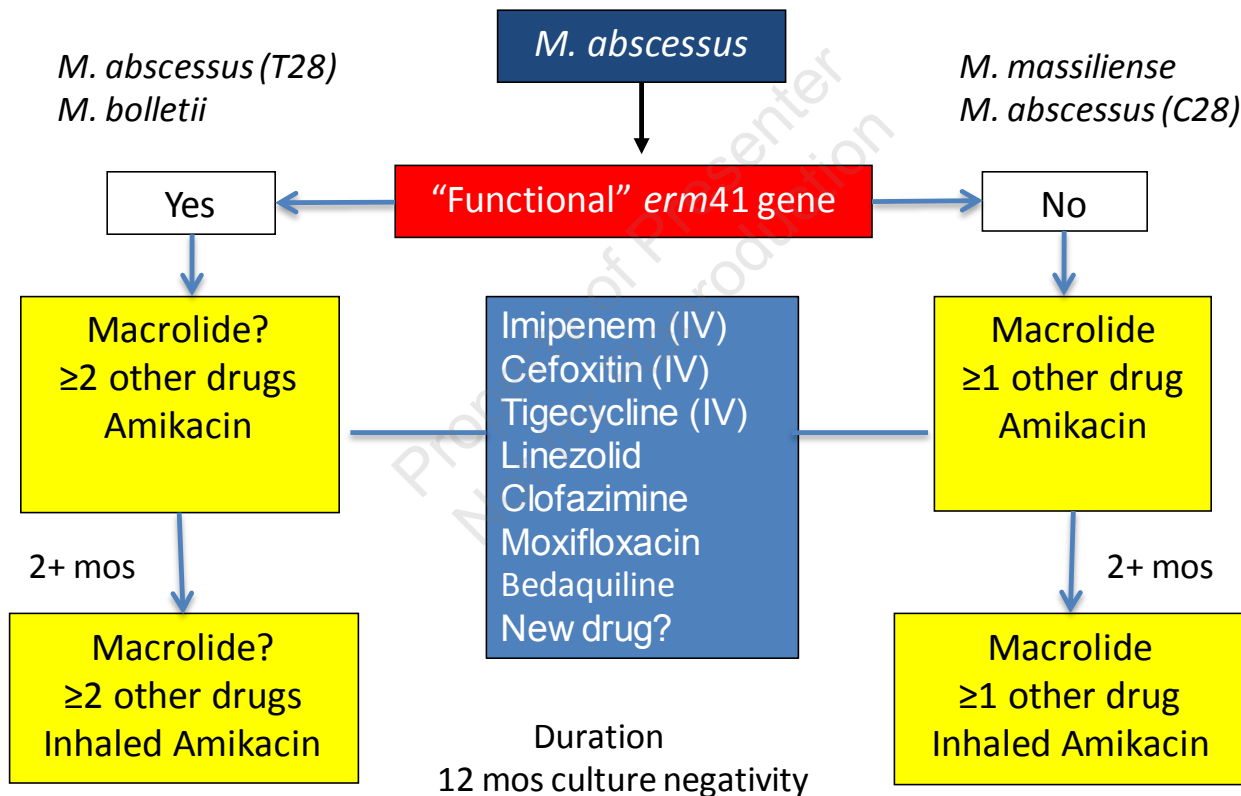 M. abscessus
M. abscessus (T28)
M. bolletii
M. massiliense
M. abscessus (C28)
Yes
“Functional” erm41 gene
No
Macrolide?
≥2 other drugs
Amikacin
Imipenem (IV)
Cefoxitin (IV)
Tigecycline (IV)
Linezolid
Clofazimine
Moxifloxacin
Bedaquiline
New drug?
Macrolide
≥1 other drug
Amikacin
2+ mos
2+ mos
Macrolide?
≥2 other drugs
Inhaled Amikacin
Macrolide
≥1 other drug
Inhaled Amikacin
Duration
12 mos culture negativity
of Presenter